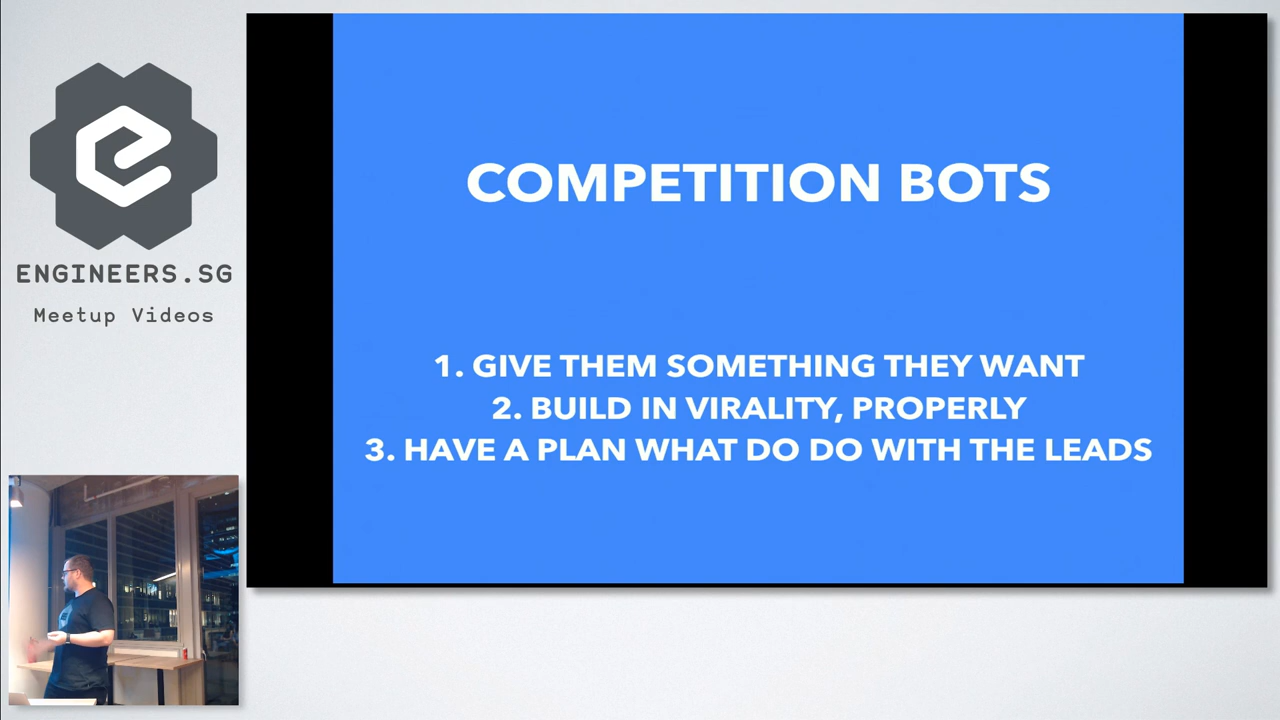 ENGINEERS.SG
Meetup Videos
COMPETITION BOTS
1. GIVE THEM SOMETHING THEY WANT
2. BUILD IN VIRALITY, PROPERLY
3. HAVE A PLAN WHAT DO DO WITH THE LEADS